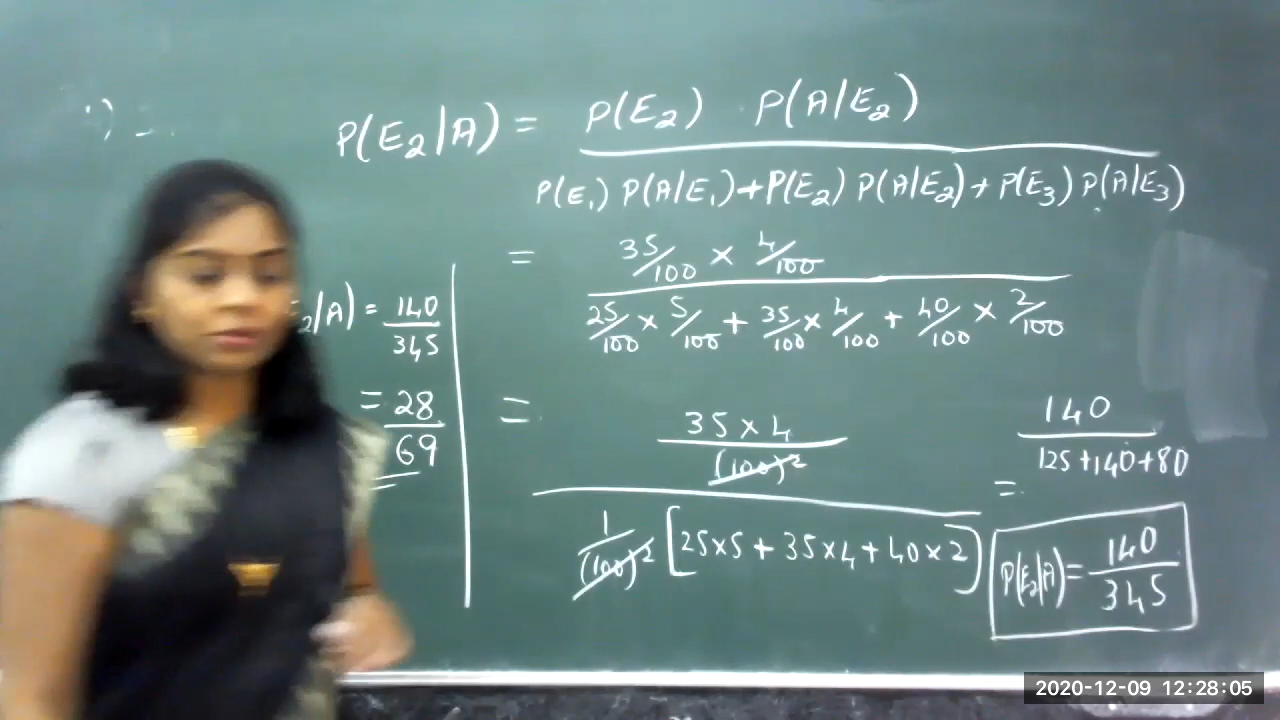 1)
P(E₂/A) = P(E₂) . P(A/E₂)
P(E₁) P(A/E₁) + P(E₂) P(A/E₂) + P(E₃) P(A/E₃)
= 35/100 × 4/100
25/100 × 5/100 + 35/100 × 4/100 + 40/100 × 2/100
= 35 × 4
(100)²
1
(100)² [25×5 + 35×4 + 40×2]
= 140
125+140+80
P(E₂/A) = 140
345
₂/A) = 140
345
= 28
69
2020-12-09 12:28:05